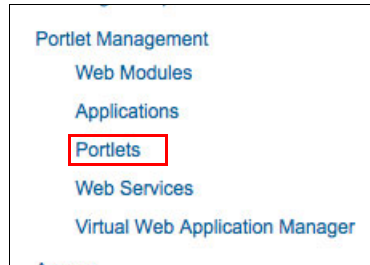 Portlet Management
Web Modules
Applications
Portlets
Web Services
Virtual Web Application Manager